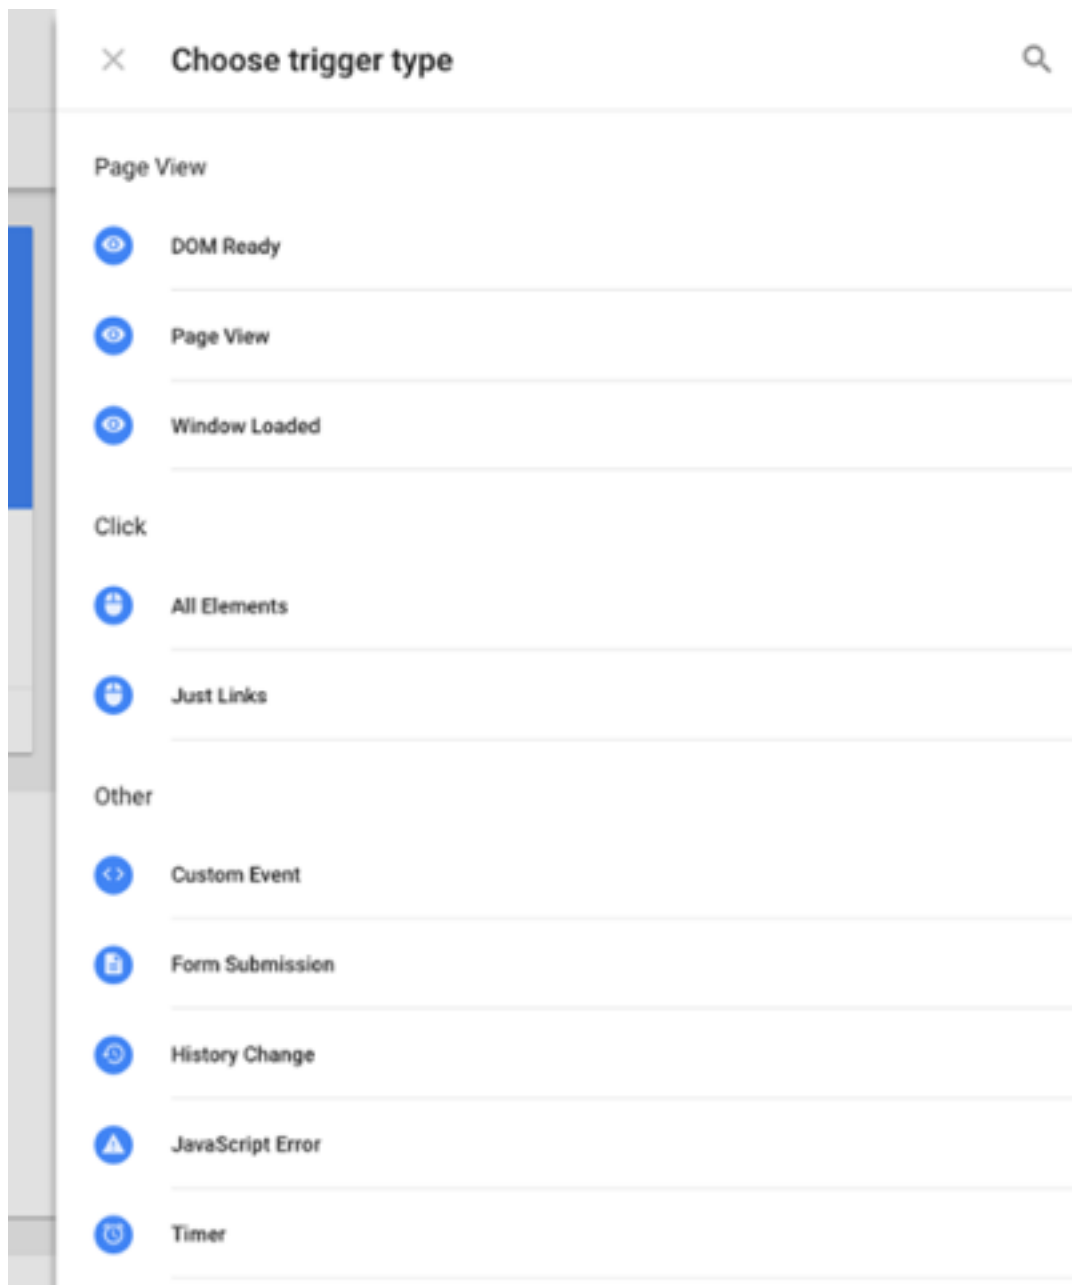 Choose trigger type
Page View
DOM Ready
Page View
Window Loaded
Click
All Elements
Just Links
Other
Custom Event
Form Submission
History Change
JavaScript Error
Timer